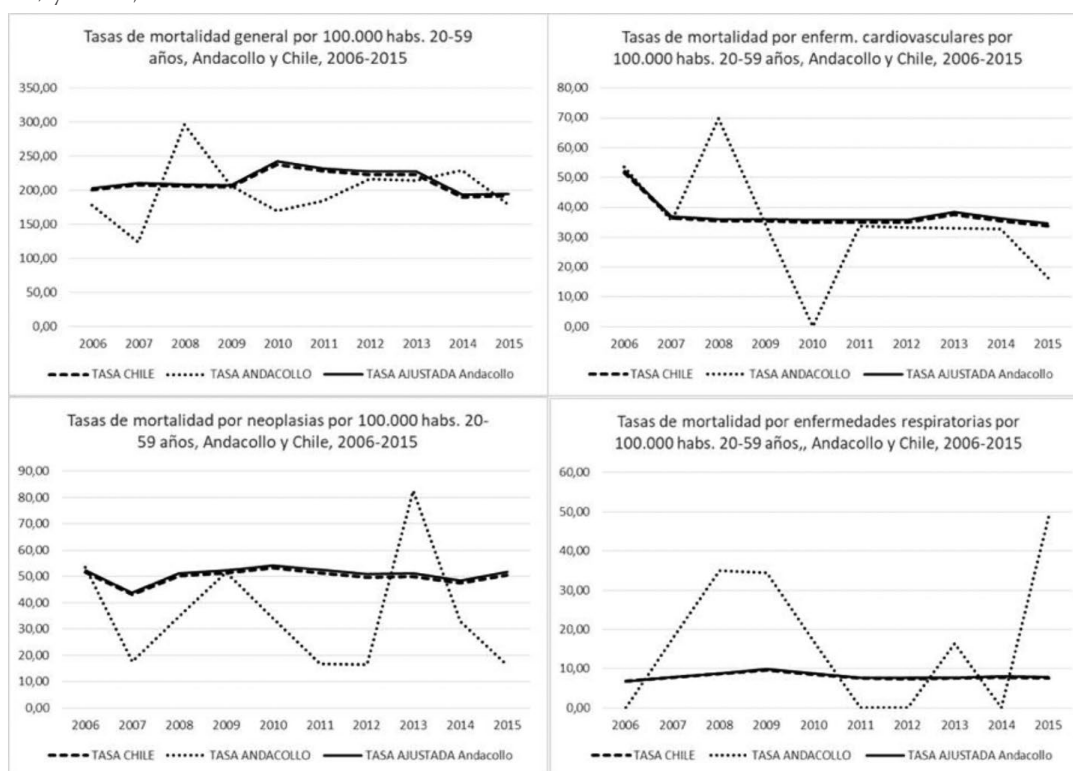 Tasas de mortalidad general por 100.000 habs. 20-59
años, Andacollo y Chile, 2006-2015
350,00
300,00
250,00
200,00
150,00
100,00
50,00
0,00
2006 2007 2008 2009 2010 2011 2012 2013 2014 2015
TASA CHILE TASA ANDACOLLO TASA AJUSTADA Andacollo
Tasas de mortalidad por enferm. cardiovasculares por
100.000 habs. 20-59 años, Andacollo y Chile, 2006-2015
80,00
70,00
60,00
50,00
40,00
30,00
20,00
10,00
0,00
2006 2007 2008 2009 2010 2011 2012 2013 2014 2015
TASA CHILE TASA ANDACOLLO TASA AJUSTADA Andacollo
Tasas de mortalidad por neoplasias por 100.000 habs. 20-
59 años, Andacollo y Chile, 2006-2015
90,00
80,00
70,00
60,00
50,00
40,00
30,00
20,00
10,00
0,00
2006 2007 2008 2009 2010 2011 2012 2013 2014 2015
TASA CHILE TASA ANDACOLLO TASA AJUSTADA Andacollo
Tasas de mortalidad por enfermedades respiratorias por
100.000 habs. 20-59 años,, Andacollo y Chile, 2006-2015
60,00
50,00
40,00
30,00
20,00
10,00
0,00
2006 2007 2008 2009 2010 2011 2012 2013 2014 2015
TASA CHILE TASA ANDACOLLO TASA AJUSTADA Andacollo